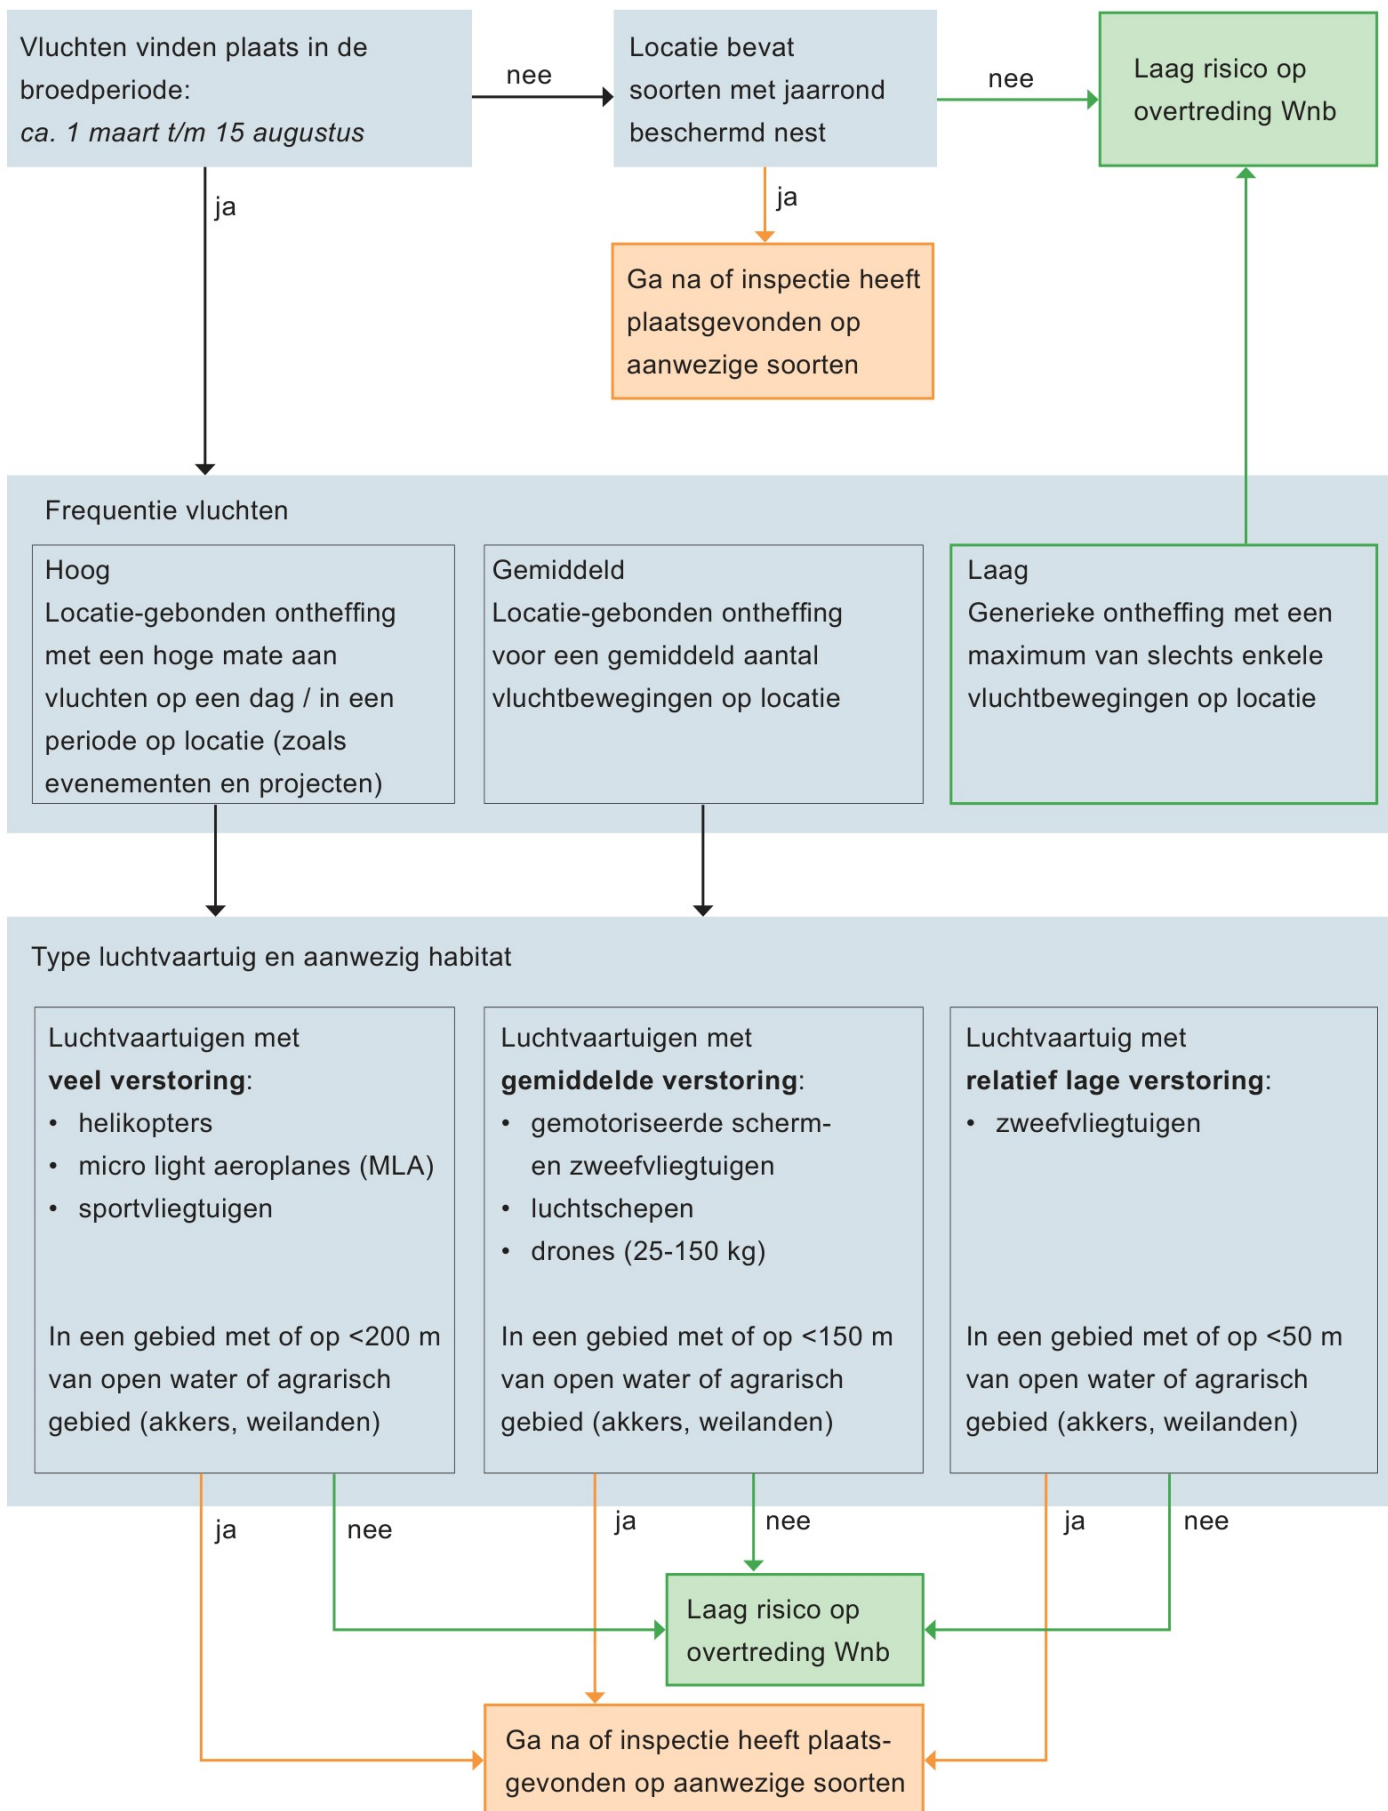 Vluchten vinden plaats in de
broedperiode:
ca. 1 maart t/m 15 augustus
nee
Locatie bevat
soorten met jaarrond
beschermd nest
nee
Laag risico op
overtreding Wnb
ja
ja
Ga na of inspectie heeft
plaatsgevonden op
aanwezige soorten
Frequentie vluchten
Hoog
Locatie-gebonden ontheffing
met een hoge mate aan
vluchten op een dag / in een
periode op locatie (zoals
evenementen en projecten)
Gemiddeld
Locatie-gebonden ontheffing
voor een gemiddeld aantal
vluchtbewegingen op locatie
Laag
Generieke ontheffing met een
maximum van slechts enkele
vluchtbewegingen op locatie
Type luchtvaartuig en aanwezig habitat
Luchtvaartuigen met
veel verstoring:
• helikopters
• micro light aeroplanes (MLA)
• sportvliegtuigen
In een gebied met of op <200 m
van open water of agrarisch
gebied (akkers, weilanden)
Luchtvaartuigen met
gemiddelde verstoring:
• gemotoriseerde scherm-
en zweefvliegtuigen
• luchtschepen
• drones (25-150 kg)
In een gebied met of op <150 m
van open water of agrarisch
gebied (akkers, weilanden)
Luchtvaartuig met
relatief lage verstoring:
• zweefvliegtuigen
In een gebied met of op <50 m
van open water of agrarisch
gebied (akkers, weilanden)
ja
nee
ja
nee
ja
nee
Laag risico op
overtreding Wnb
Ga na of inspectie heeft plaats-
gevonden op aanwezige soorten